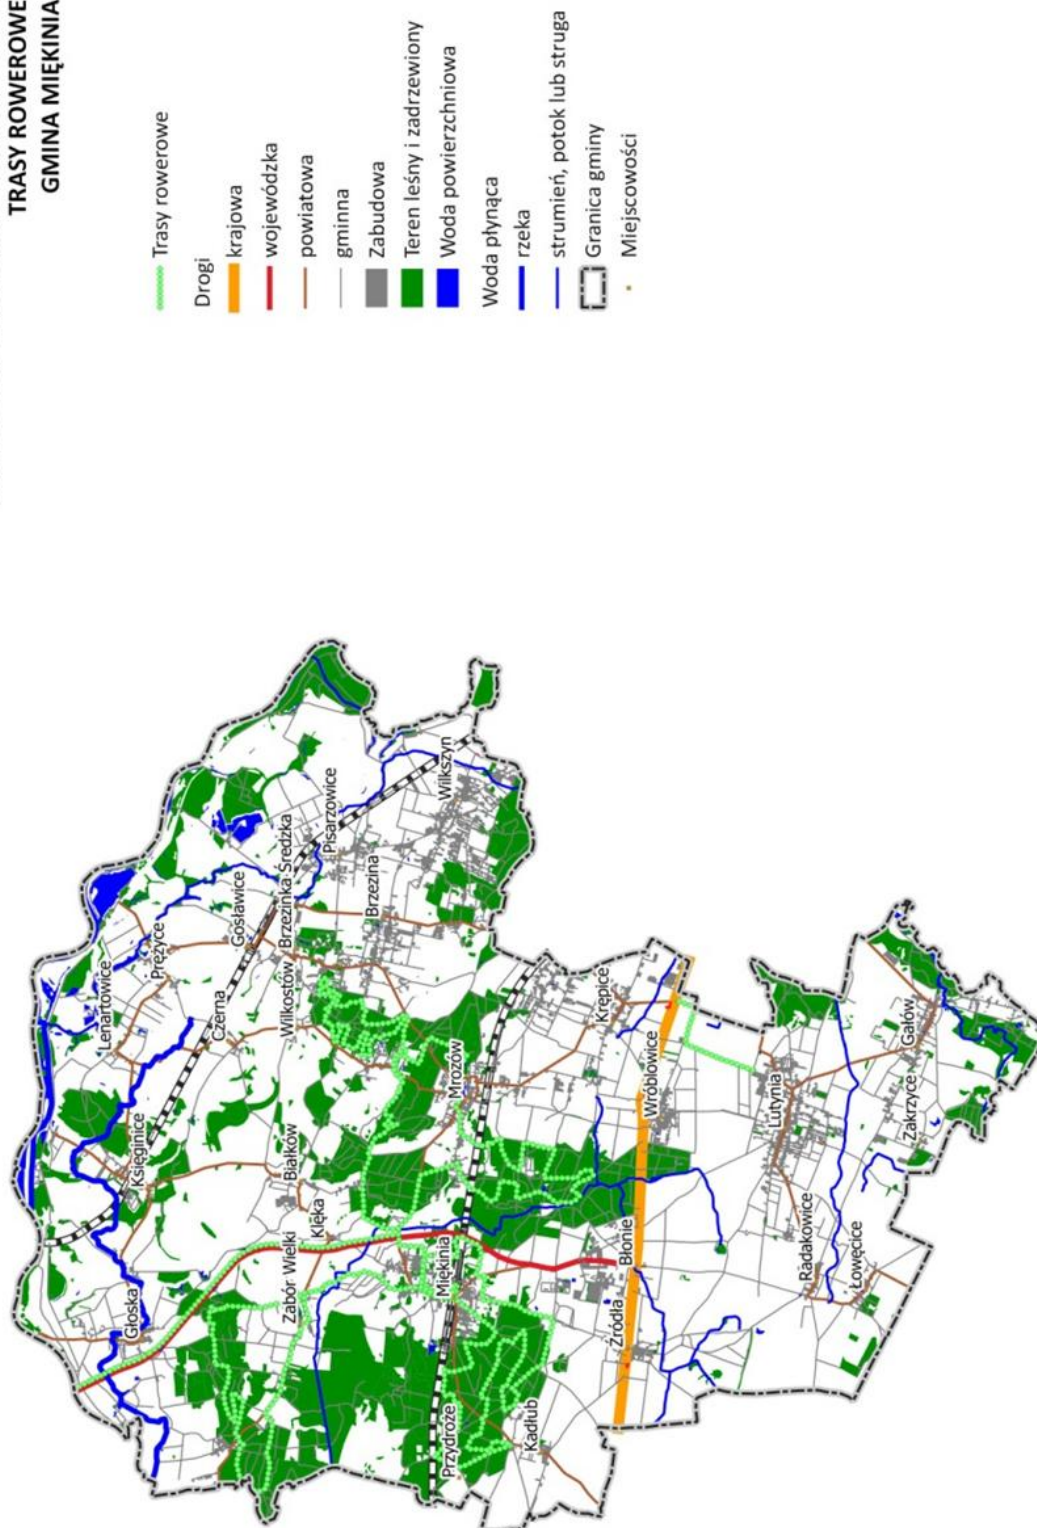 TRASY ROWEROWE
GMINA MIĘKINIA
Trasy rowerowe
Drogi
krajowa
wojewódzka
powiatowa
gminna
Zabudowa
Teren leśny i zadrzewiony
Woda powierzchniowa
Woda płynąca
rzeka
strumień, potok lub struga
Granica gminy
Miejscowości
Lenartowice
Głoska
Księginice
Prężyce
Czerna
Gosławice
Zabór Wielki
Białków
Wilkostów
Brzezinka Średzka
Klęka
Pisarzowice
Brzezina
Miękinia
Przydroże
Mrozów
Wilkszyn
Kadłub
Źródła
Błonie
Krępice
Wróblowice
Lutynia
Radakowice
Łowęcice
Zakrzyce
Gałów